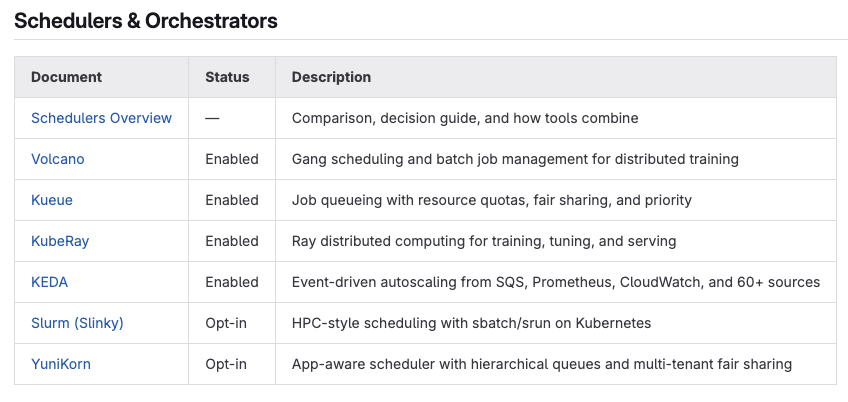 Schedulers & Orchestrators
Document Status Description
Schedulers Overview — Comparison, decision guide, and how tools combine
Volcano Enabled Gang scheduling and batch job management for distributed training
Kueue Enabled Job queueing with resource quotas, fair sharing, and priority
KubeRay Enabled Ray distributed computing for training, tuning, and serving
KEDA Enabled Event-driven autoscaling from SQS, Prometheus, CloudWatch, and 60+ sources
Slurm (Slinky) Opt-in HPC-style scheduling with sbatch/srun on Kubernetes
YuniKorn Opt-in App-aware scheduler with hierarchical queues and multi-tenant fair sharing